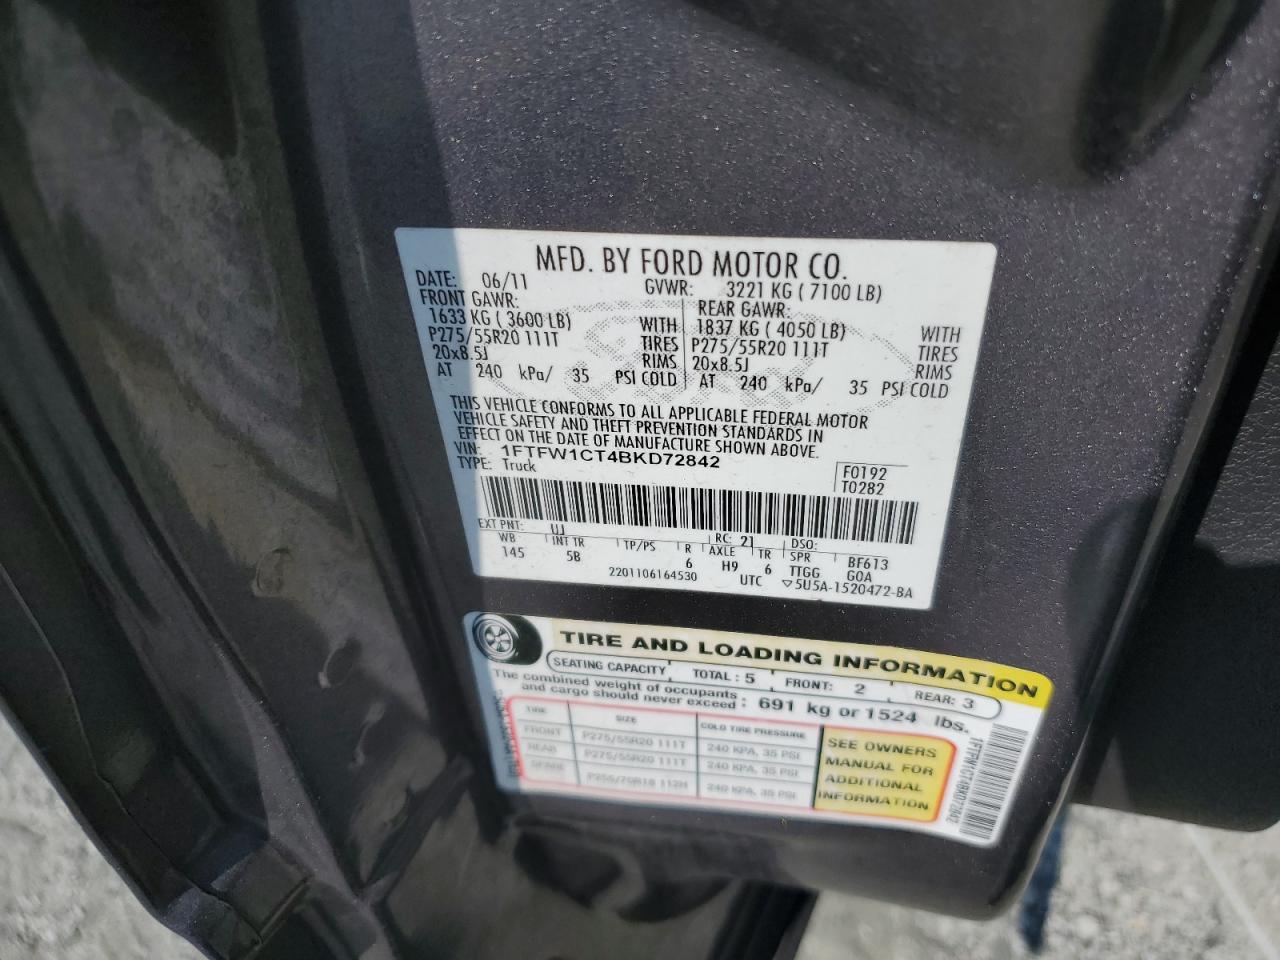 MFD. BY FORD MOTOR CO.
DATE: 06/11 GVWR: 3221 KG ( 7100 LB)
FRONT GAWR: REAR GAWR:
1633 KG ( 3600 LB) WITH 1837 KG ( 4050 LB) WITH
P275/55R20 111T TIRES P275/55R20 111T TIRES
20x8.5J RIMS 20x8.5J RIMS
AT 240 kPa/ 35 PSI COLD AT 240 kPa/ 35 PSI COLD
THIS VEHICLE CONFORMS TO ALL APPLICABLE FEDERAL MOTOR
VEHICLE SAFETY AND THEFT PREVENTION STANDARDS IN
EFFECT ON THE DATE OF MANUFACTURE SHOWN ABOVE.
VIN: 1FTFW1CT4BKD72842
TYPE: Truck
F0192
T0282
EXT PNT: UJ RC: 21 DSO:
WB INT TR TP/PS R AXLE TR SPR BF613
145 5B 6 H9 6 TTGG GOA
2201106164530 UTC ▽5U5A-1520472-BA
TIRE AND LOADING INFORMATION
SEATING CAPACITY TOTAL : 5 FRONT: 2 REAR: 3
The combined weight of occupants
and cargo should never exceed : 691 kg or 1524 lbs.
TIRE SIZE COLD TIRE PRESSURE
FRONT P275/55R20 111T 240 KPA, 35 PSI
REAR P275/55R20 111T 240 KPA, 35 PSI
SPARE P255/70R18 112H 240 KPA, 35 PSI
SEE OWNERS
MANUAL FOR
ADDITIONAL
INFORMATION
1FTFW1CT4BKD72842